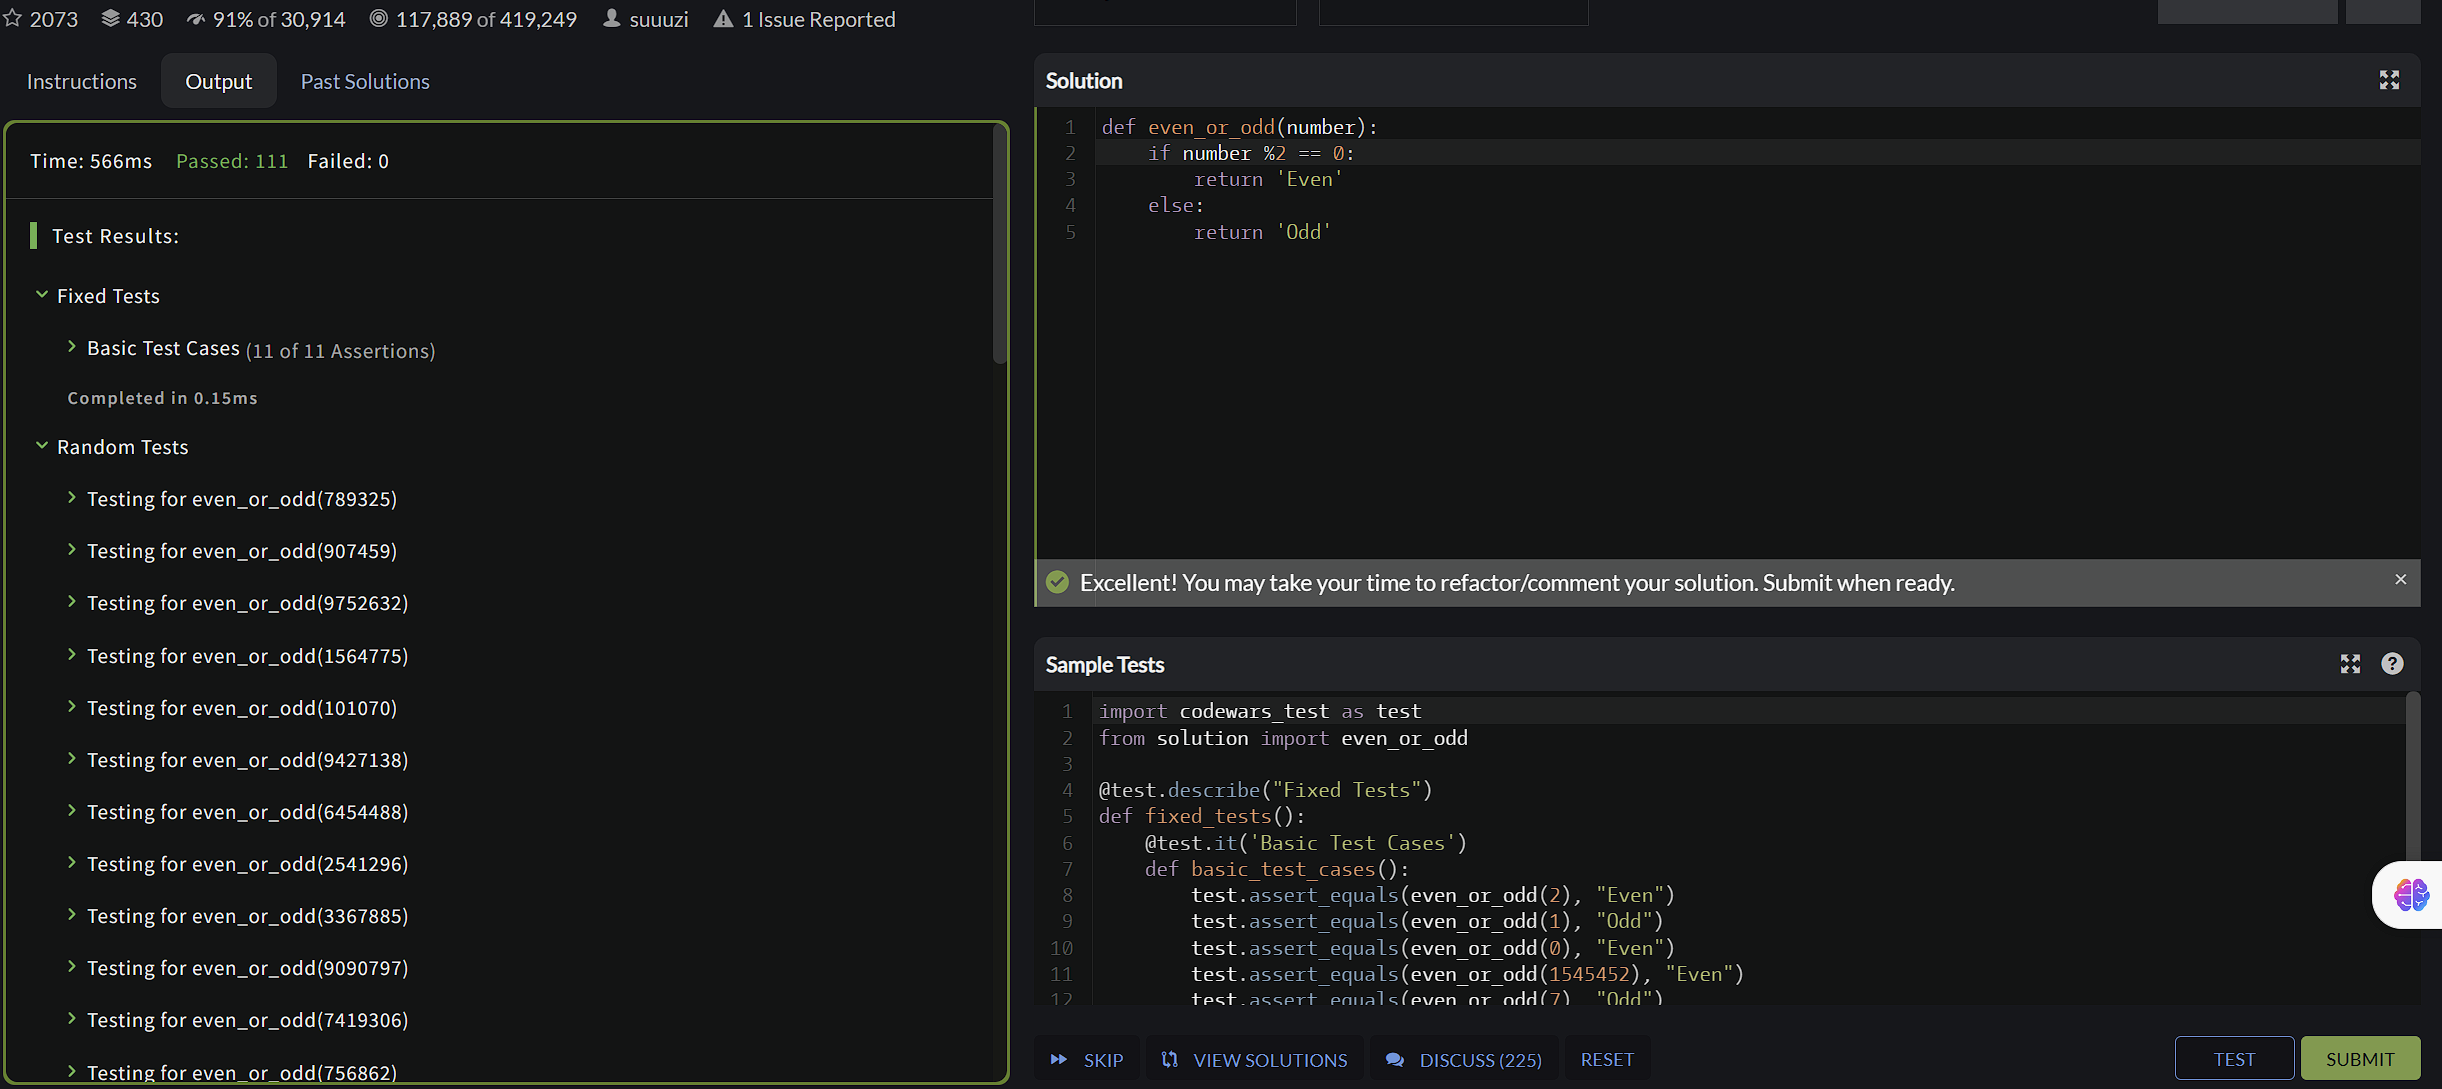 2073 430 91% of 30,914 117,889 of 419,249 suuuzi 1 Issue Reported
Instructions Output Past Solutions
Time: 566ms Passed: 111 Failed: 0
Test Results:
Fixed Tests
Basic Test Cases (11 of 11 Assertions)
Completed in 0.15ms
Random Tests
Testing for even_or_odd(789325)
Testing for even_or_odd(907459)
Testing for even_or_odd(9752632)
Testing for even_or_odd(1564775)
Testing for even_or_odd(101070)
Testing for even_or_odd(9427138)
Testing for even_or_odd(6454488)
Testing for even_or_odd(2541296)
Testing for even_or_odd(3367885)
Testing for even_or_odd(9090797)
Testing for even_or_odd(7419306)
Testing for even_or_odd(756862)
Solution
1 def even_or_odd(number):
2     if number %2 == 0:
3         return 'Even'
4     else:
5         return 'Odd'
Excellent! You may take your time to refactor/comment your solution. Submit when ready. ×
Sample Tests ?
1 import codewars_test as test
2 from solution import even_or_odd
3
4 @test.describe("Fixed Tests")
5 def fixed_tests():
6     @test.it('Basic Test Cases')
7     def basic_test_cases():
8         test.assert_equals(even_or_odd(2), "Even")
9         test.assert_equals(even_or_odd(1), "Odd")
10         test.assert_equals(even_or_odd(0), "Even")
11         test.assert_equals(even_or_odd(1545452), "Even")
12         test.assert_equals(even_or_odd(7), "Odd")
SKIP VIEW SOLUTIONS DISCUSS (225) RESET TEST SUBMIT